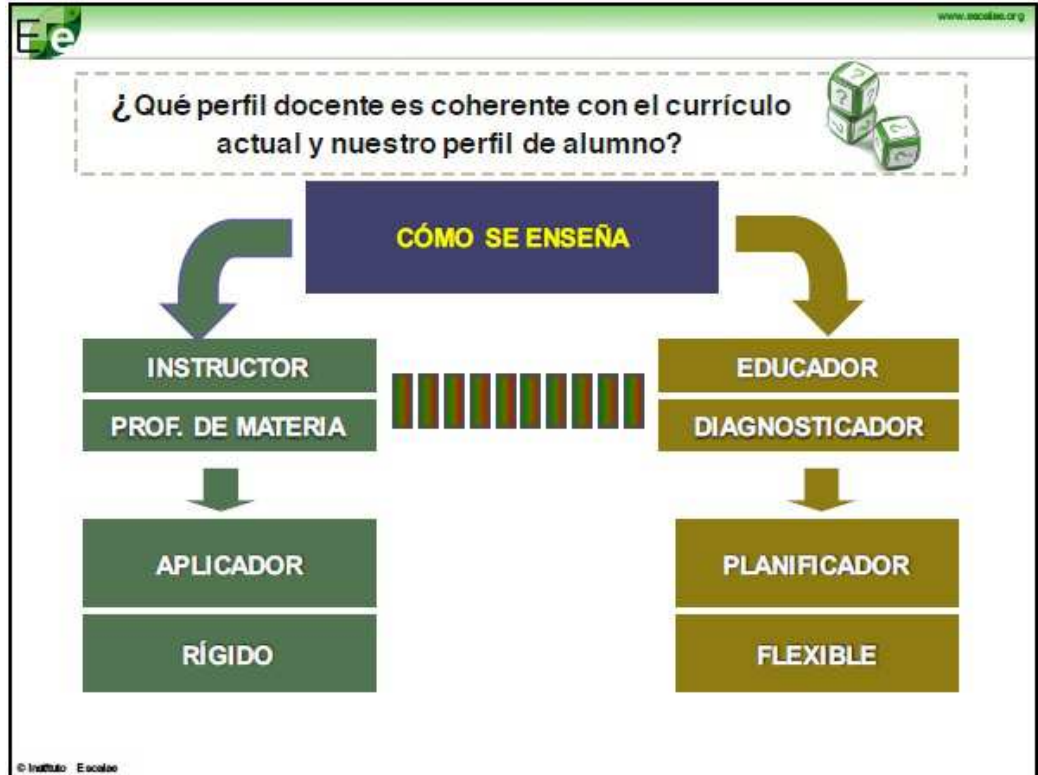 Ee
www.escalae.org
¿Qué perfil docente es coherente con el currículo
actual y nuestro perfil de alumno?
CÓMO SE ENSEÑA
INSTRUCTOR
PROF. DE MATERIA
APLICADOR
RÍGIDO
EDUCADOR
DIAGNOSTICADOR
PLANIFICADOR
FLEXIBLE
© Instituto Escalae